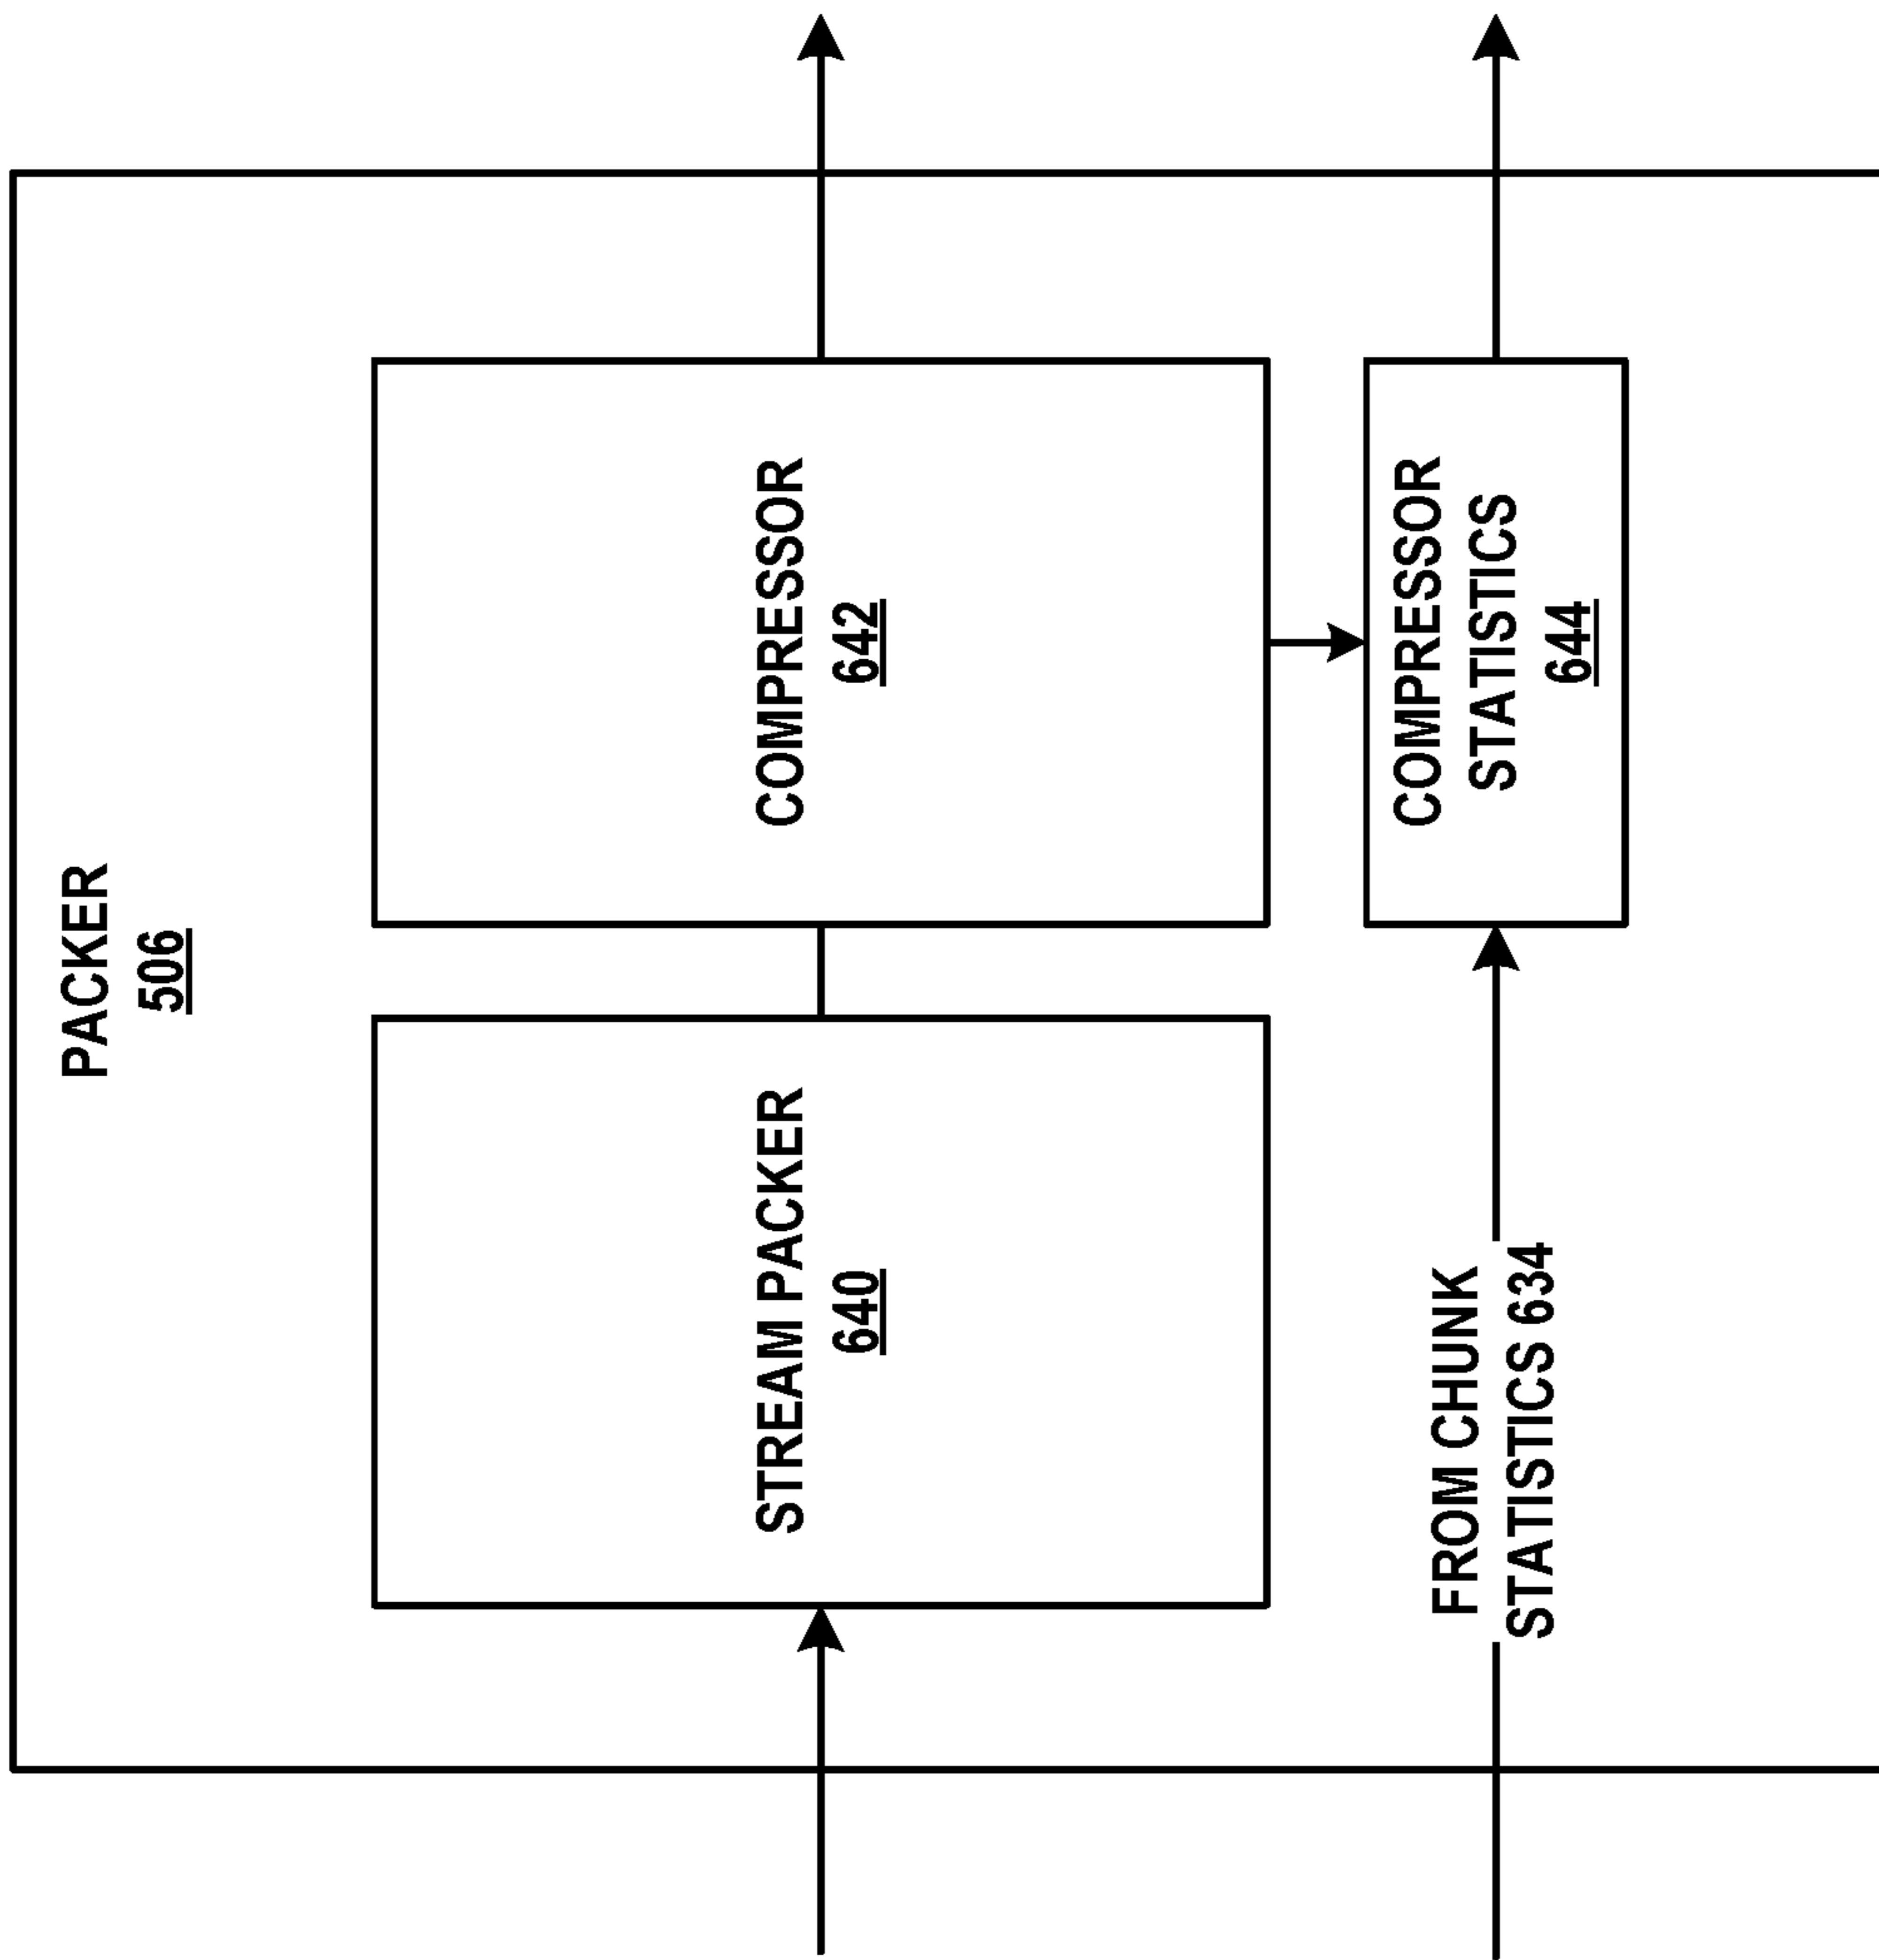 PACKER
506
STREAM PACKER
640
COMPRESSOR
642
FROM CHUNK
STATISTICS 634
COMPRESSOR
STATISTICS
644